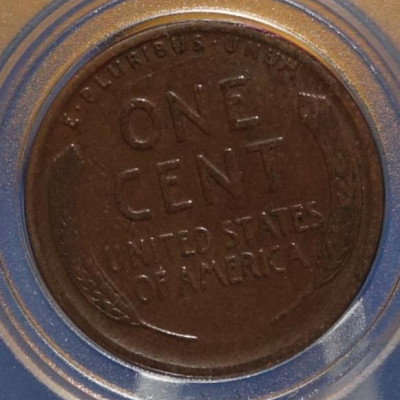 E·PLURIBUS·UNUM
ONE
CENT
UNITED STATES
OF AMERICA